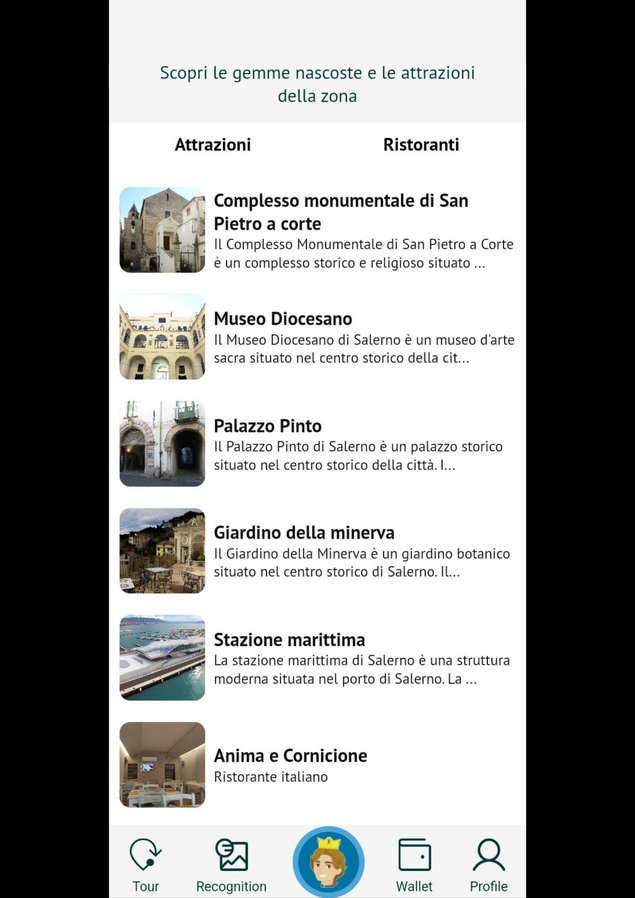 Scopri le gemme nascoste e le attrazioni
della zona
Attrazioni
Ristoranti
Complesso monumentale di San
Pietro a corte
Il Complesso Monumentale di San Pietro a Corte
è un complesso storico e religioso situato ...
Museo Diocesano
Il Museo Diocesano di Salerno è un museo d'arte
sacra situato nel centro storico della cit...
Palazzo Pinto
Il Palazzo Pinto di Salerno è un palazzo storico
situato nel centro storico della città. I...
Giardino della minerva
Il Giardino della Minerva è un giardino botanico
situato nel centro storico di Salerno. Il...
Stazione marittima
La stazione marittima di Salerno è una struttura
moderna situata nel porto di Salerno. La ...
Anima e Cornicione
Ristorante italiano
Tour
Recognition
Wallet
Profile